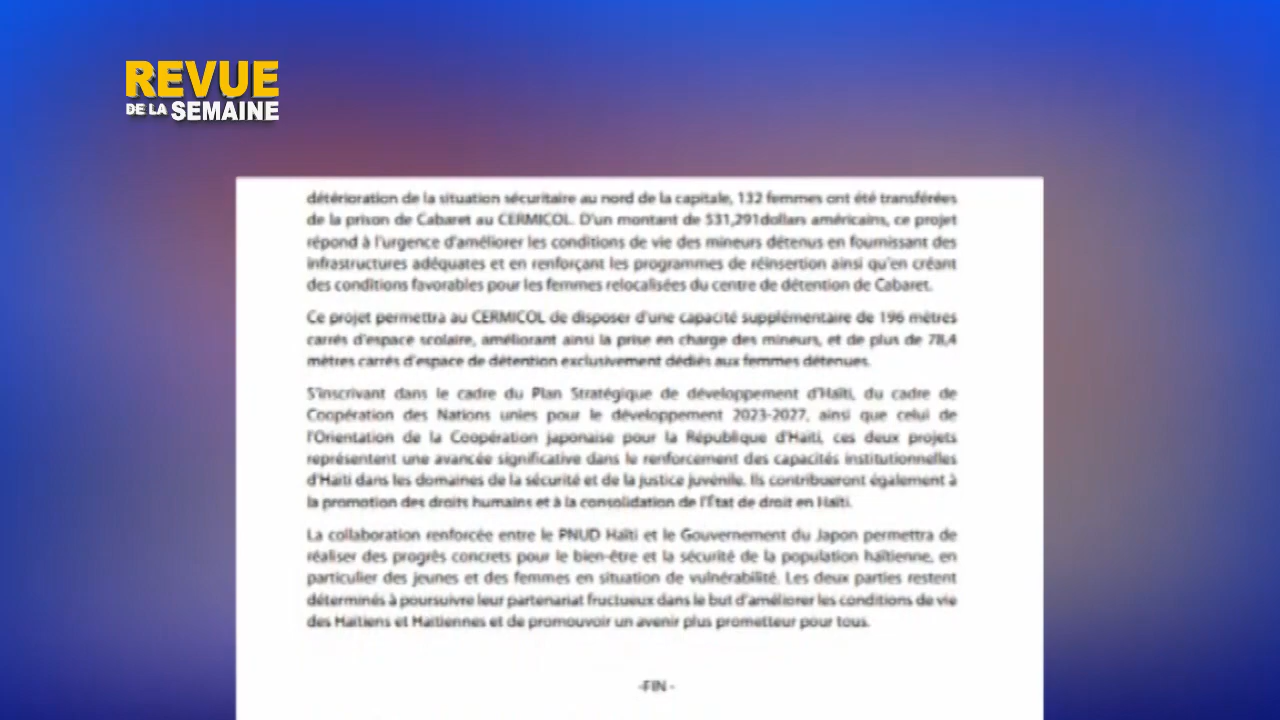 REVUE
DE LA SEMAINE
détérioration de la situation sécuritaire au nord de la capitale, 132 femmes ont été transférées
de la prison de Cabaret au CERMICOL. D'un montant de 531,291dollars américains, ce projet
répond à l'urgence d'améliorer les conditions de vie des mineurs détenus en fournissant des
infrastructures adéquates et en renforçant les programmes de réinsertion ainsi qu'en créant
des conditions favorables pour les femmes relocalisées du centre de détention de Cabaret.
Ce projet permettra au CERMICOL de disposer d'une capacité supplémentaire de 196 mètres
carrés d'espace scolaire, améliorant ainsi la prise en charge des mineurs, et de plus de 78,4
mètres carrés d'espace de détention exclusivement dédiés aux femmes détenues.
S'inscrivant dans le cadre du Plan Stratégique de développement d'Haïti, du cadre de
Coopération des Nations unies pour le développement 2023-2027, ainsi que celui de
l'Orientation de la Coopération japonaise pour la République d'Haïti, ces deux projets
représentent une avancée significative dans le renforcement des capacités institutionnelles
d'Haïti dans les domaines de la sécurité et de la justice juvénile. Ils contribueront également à
la promotion des droits humains et à la consolidation de l'État de droit en Haïti.
La collaboration renforcée entre le PNUD Haïti et le Gouvernement du Japon permettra de
réaliser des progrès concrets pour le bien-être et la sécurité de la population haïtienne, en
particulier des jeunes et des femmes en situation de vulnérabilité. Les deux parties restent
déterminés à poursuivre leur partenariat fructueux dans le but d'améliorer les conditions de vie
des Haïtiens et Haïtiennes et de promouvoir un avenir plus prometteur pour tous.
-FIN -